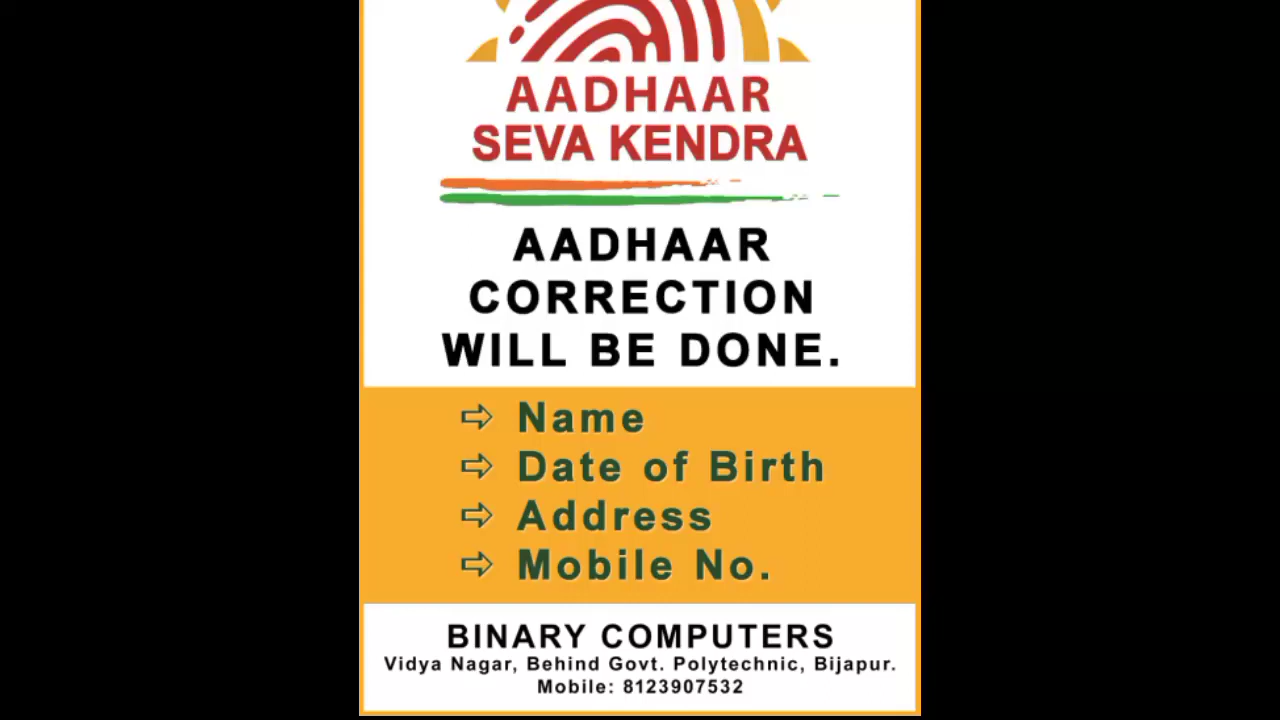 AADHAAR
SEVA KENDRA
AADHAAR
CORRECTION
WILL BE DONE.
⇨ Name
⇨ Date of Birth
⇨ Address
⇨ Mobile No.
BINARY COMPUTERS
Vidya Nagar, Behind Govt. Polytechnic, Bijapur.
Mobile: 8123907532